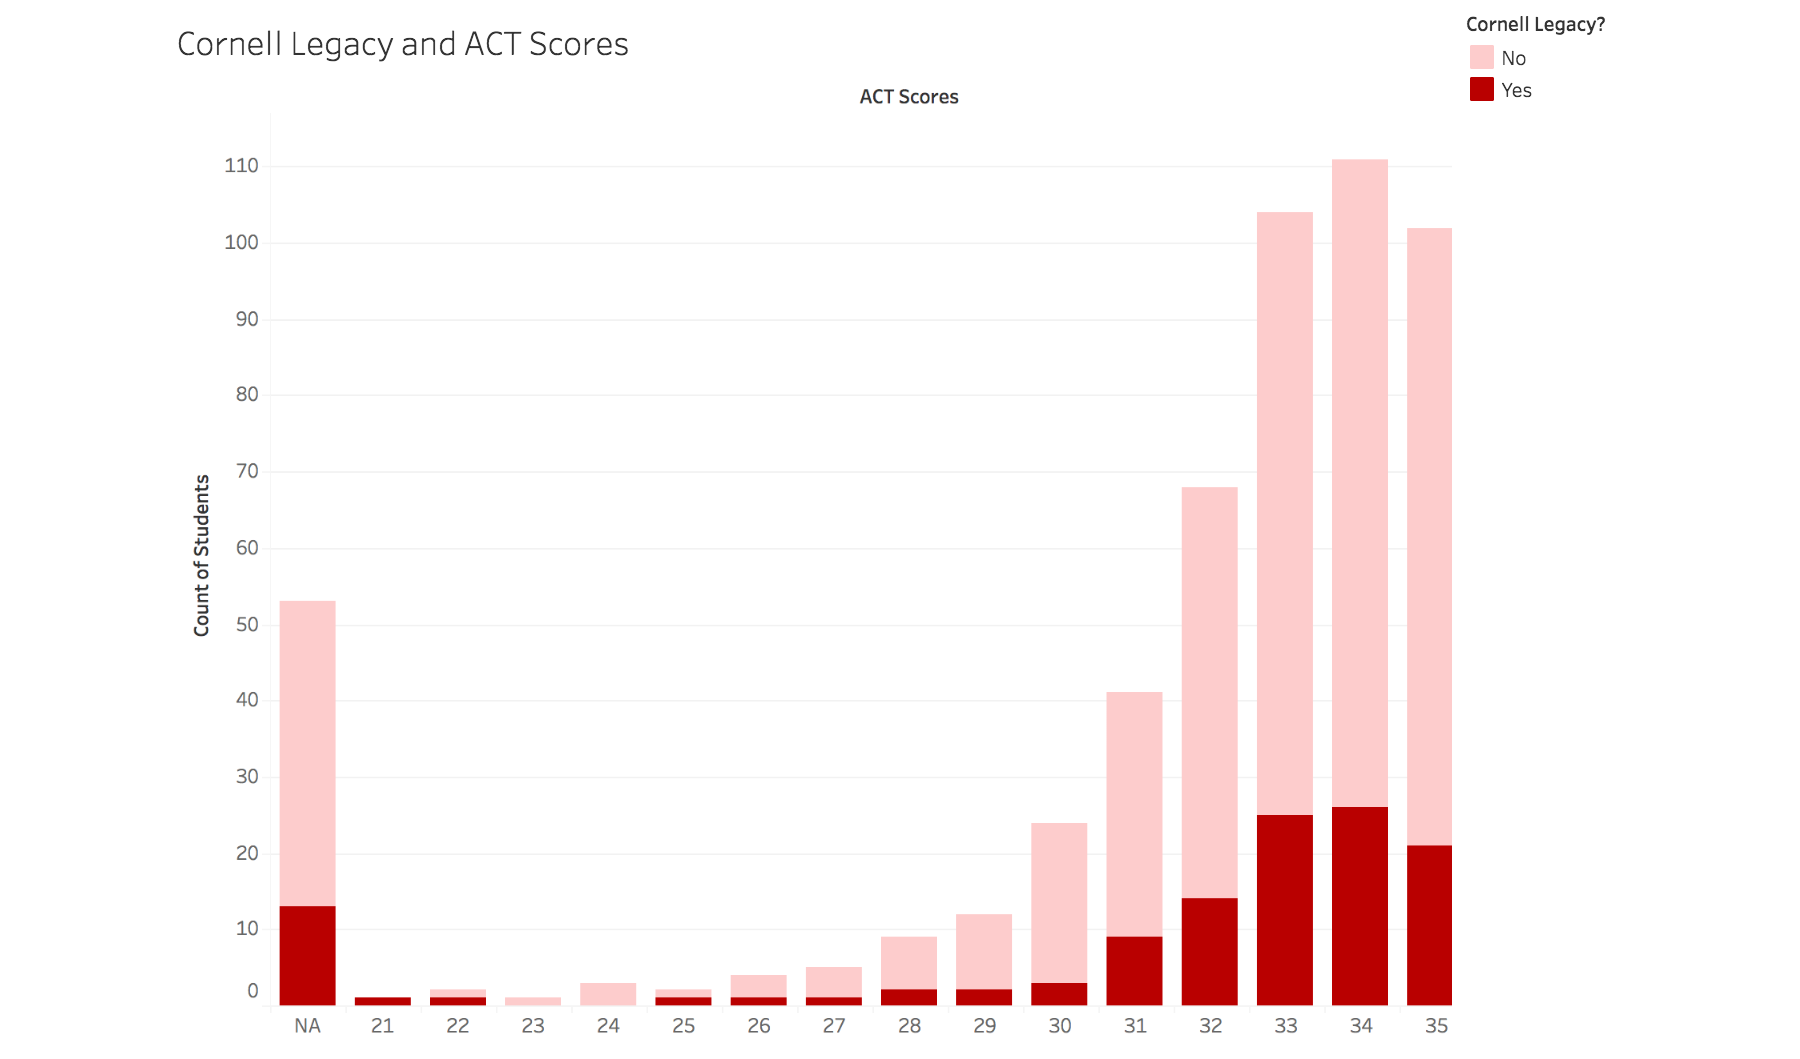 Cornell Legacy and ACT Scores
Cornell Legacy?
No
Yes
ACT Scores
Count of Students
110
100
90
80
70
60
50
40
30
20
10
0
NA 21 22 23 24 25 26 27 28 29 30 31 32 33 34 35